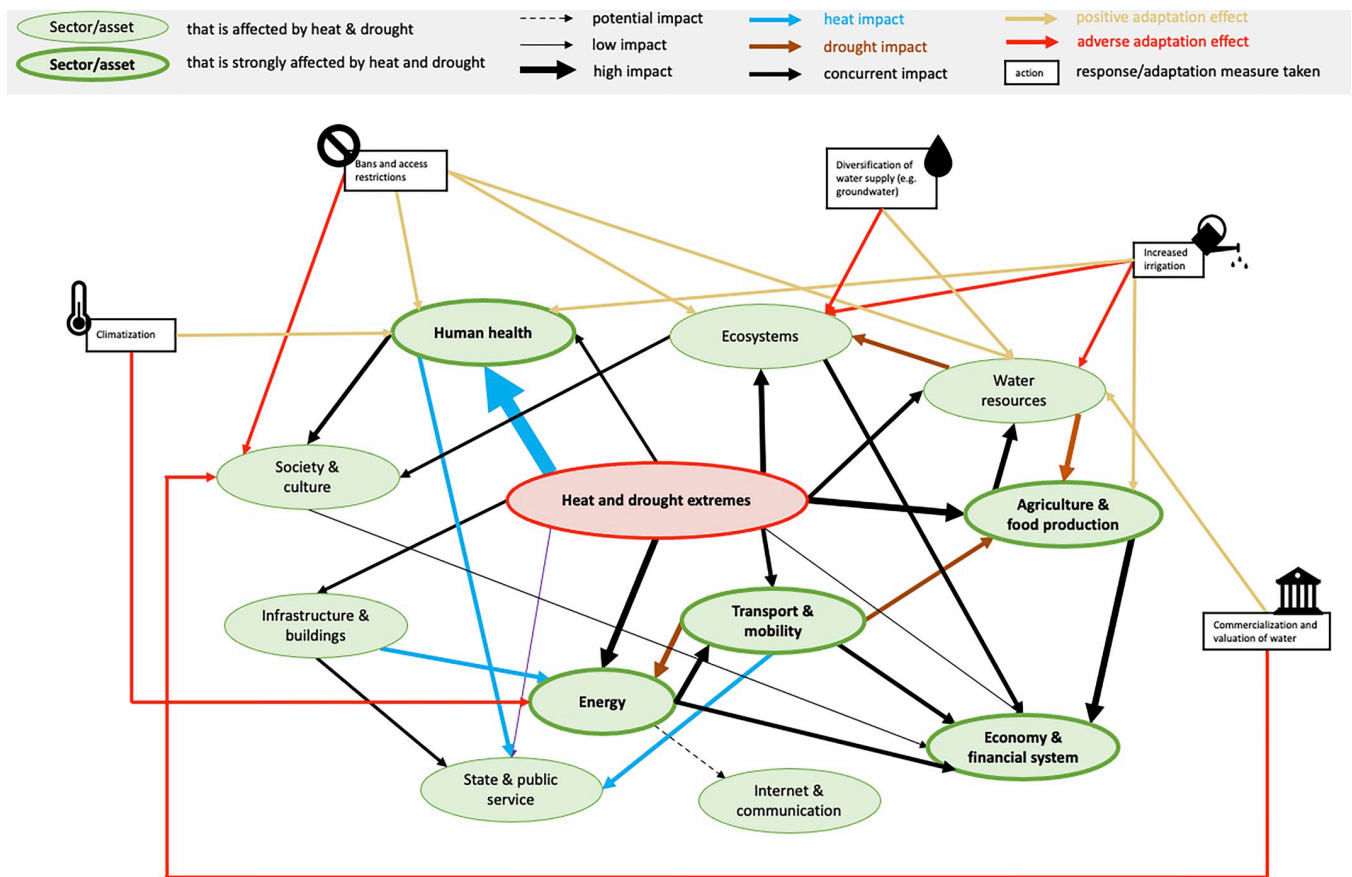 Sector/asset
that is affected by heat & drought
potential impact
heat impact
positive adaptation effect
low impact
drought impact
adverse adaptation effect
Sector/asset
that is strongly affected by heat and drought
high impact
concurrent impact
action
response/adaptation measure taken
Bans and access
restrictions
Diversification of
water supply (e.g.
groundwater)
Increased
irrigation
Climatization
Human health
Ecosystems
Water
resources
Society &
culture
Heat and drought extremes
Agriculture &
food production
Infrastructure &
buildings
Transport &
mobility
Commercialization and
valuation of water
Energy
Economy &
financial system
State & public
service
Internet &
communication